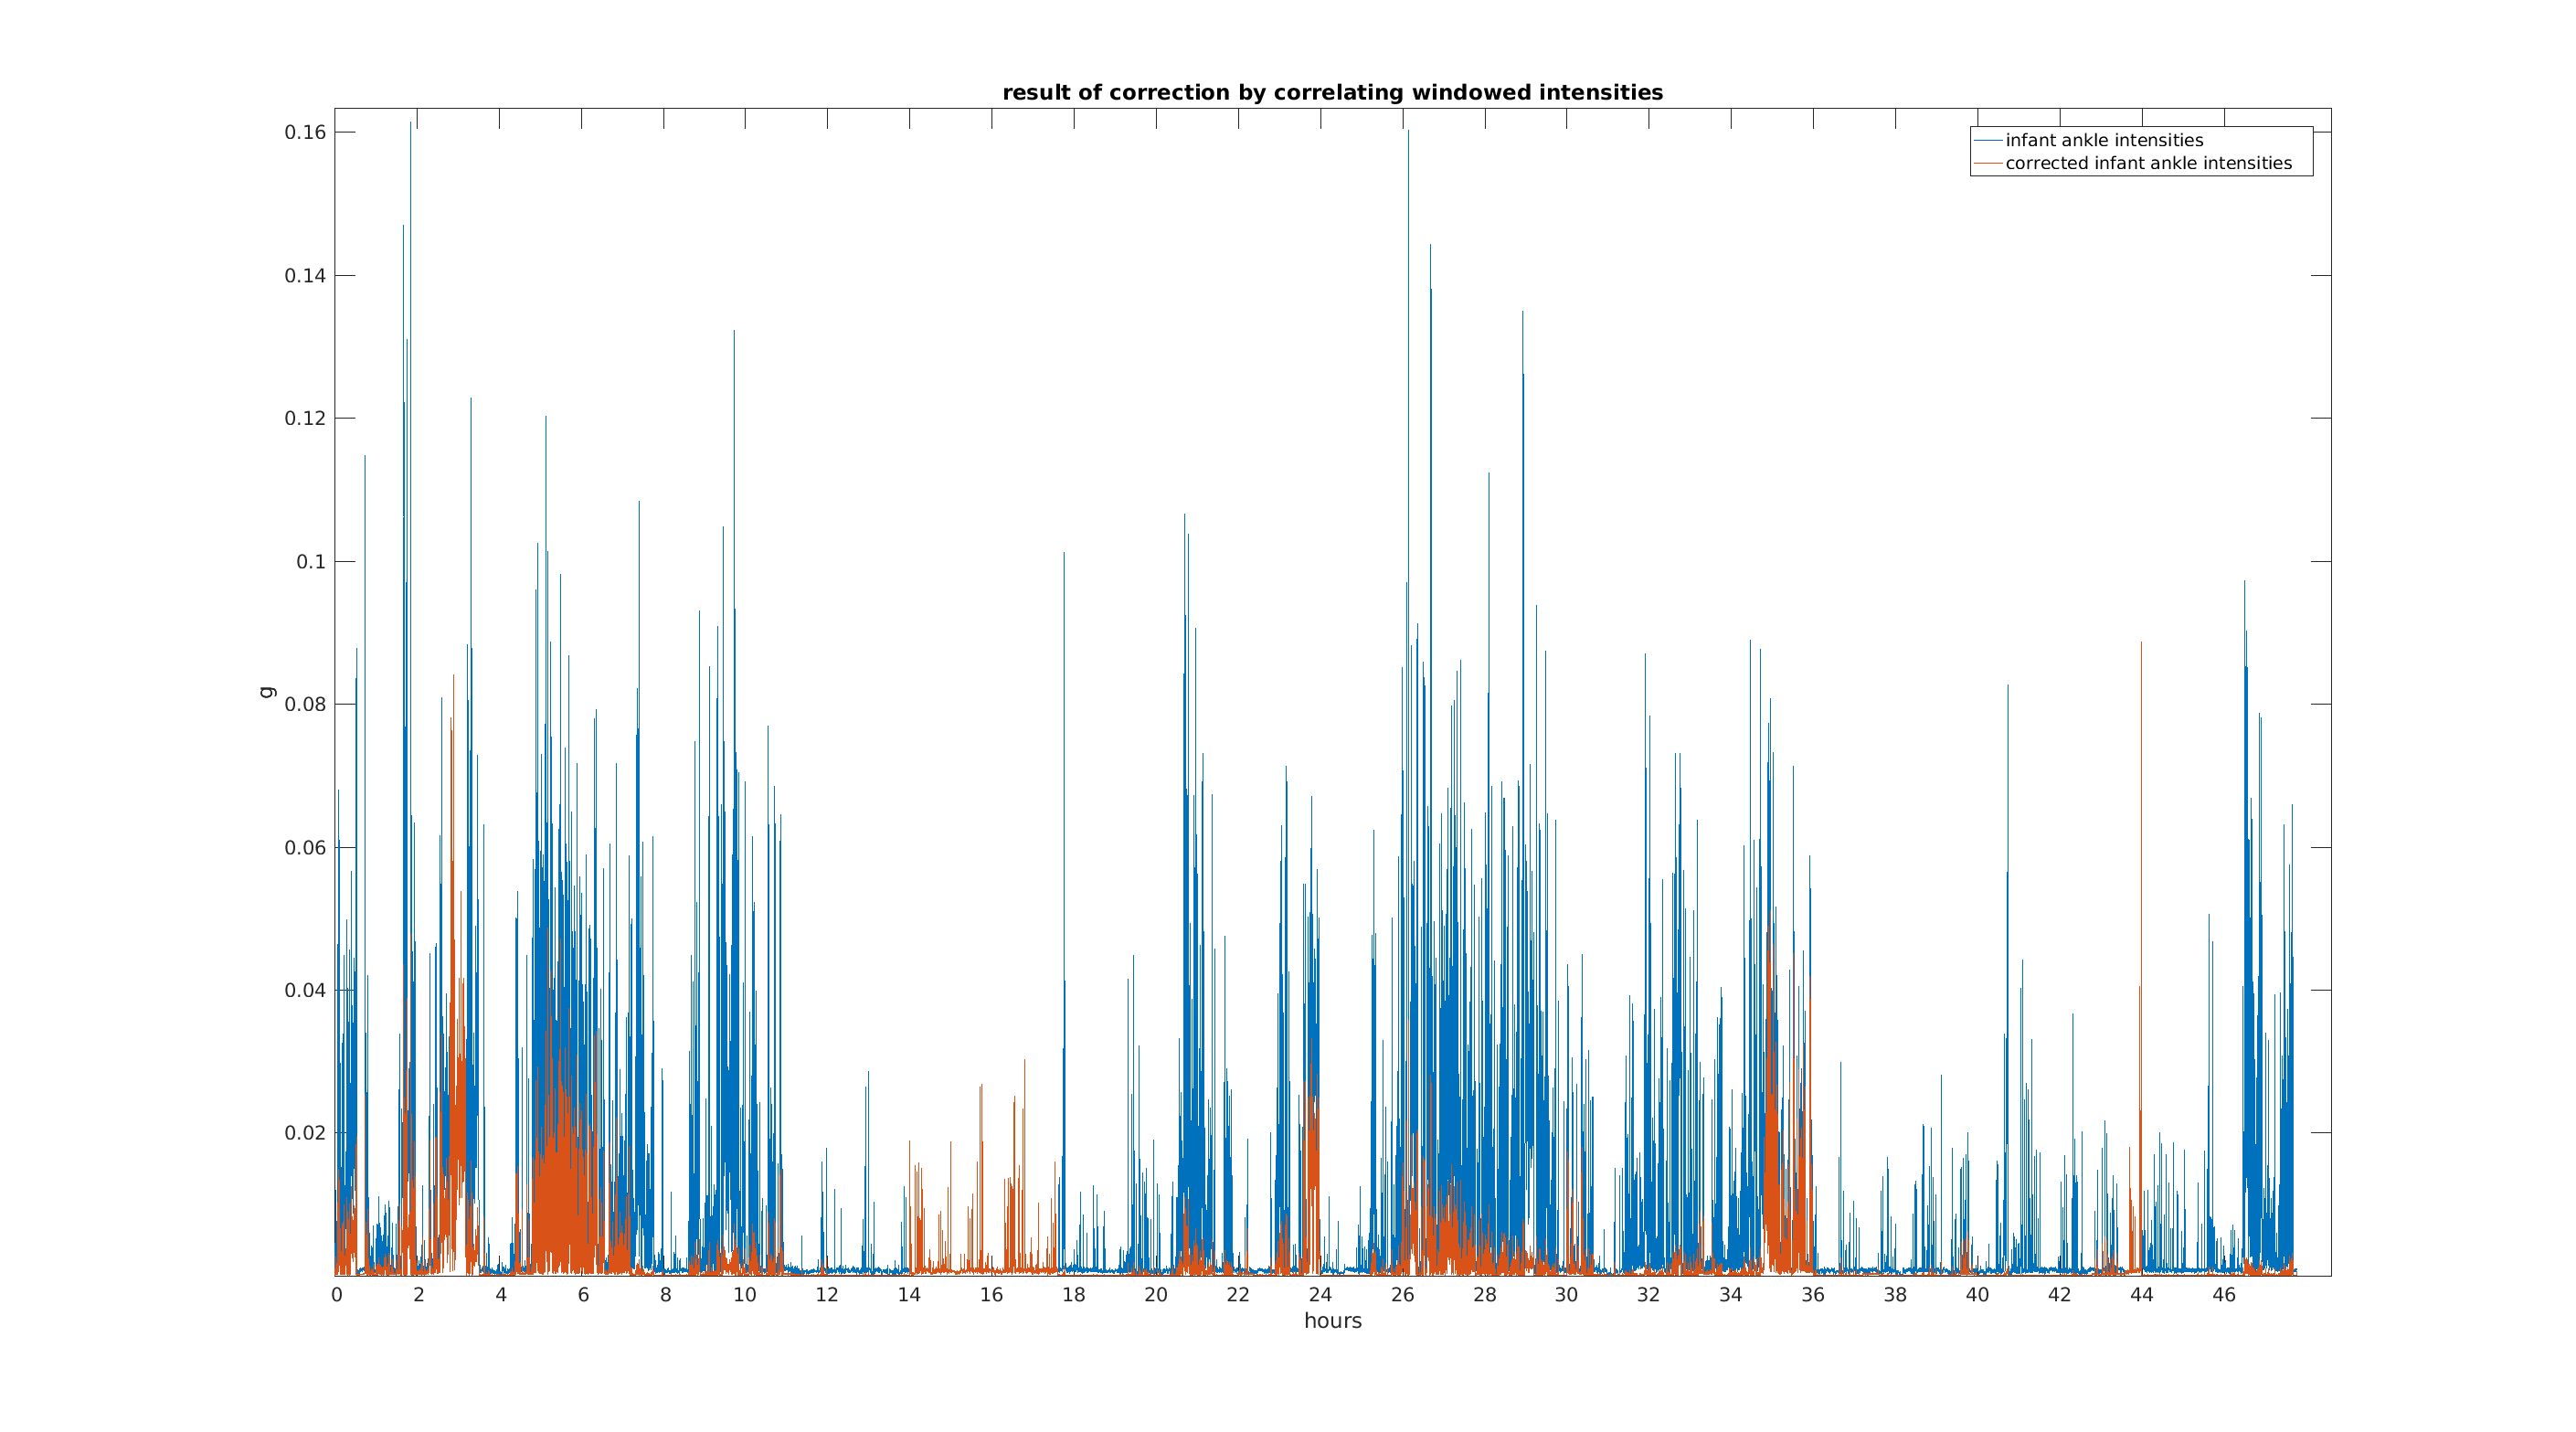 result of correction by correlating windowed intensities
infant ankle intensities
corrected infant ankle intensities
0.16
0.14
0.12
0.1
0.08
0.06
0.04
0.02
g
0 2 4 6 8 10 12 14 16 18 20 22 24 26 28 30 32 34 36 38 40 42 44 46
hours